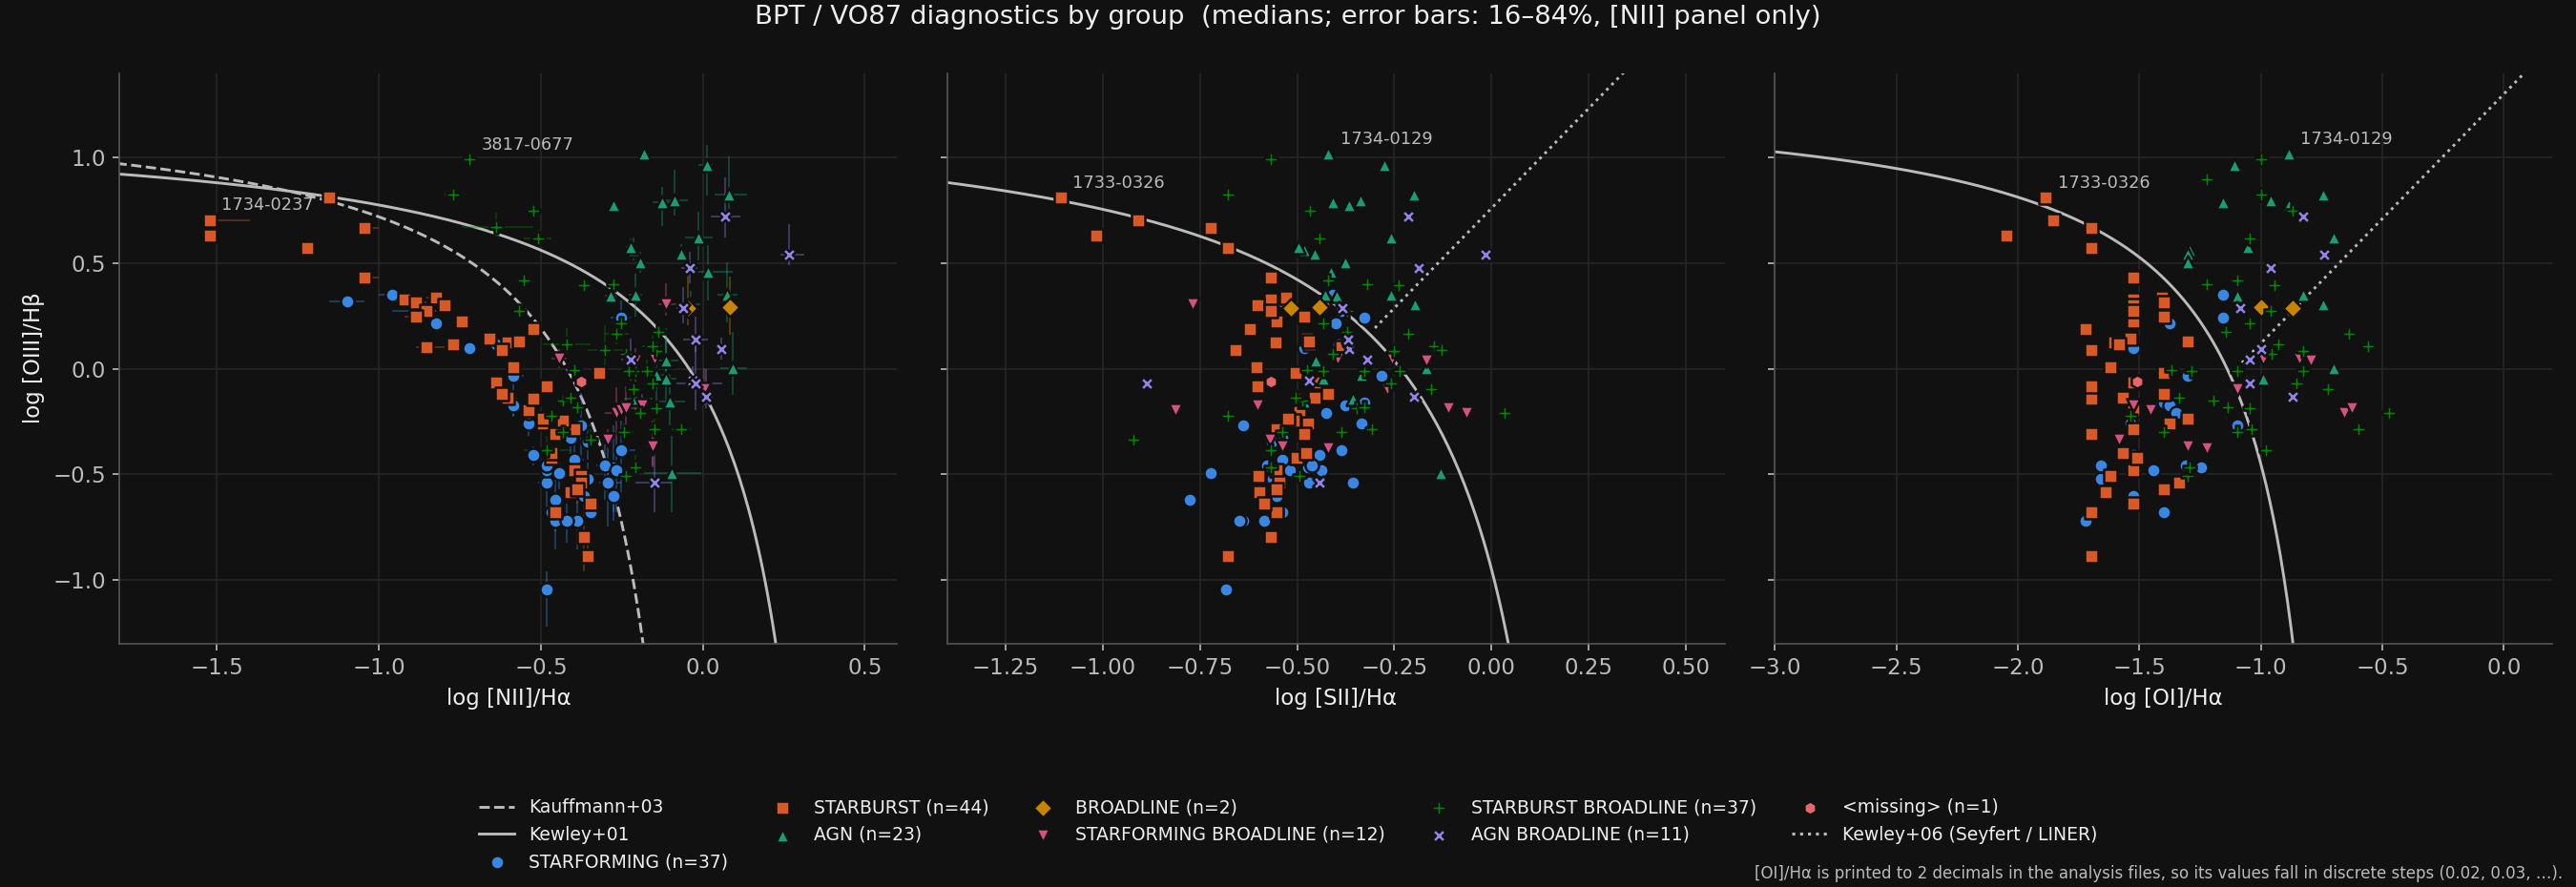 BPT / VO87 diagnostics by group  (medians; error bars: 16–84%, [NII] panel only)
3817-0677
1734-0237
1733-0326
1734-0129
1733-0326
1734-0129
log [OIII]/Hβ
1.0
0.5
0.0
−0.5
−1.0
−1.5
−1.0
−0.5
0.0
0.5
−1.25
−1.00
−0.75
−0.50
−0.25
0.00
0.25
0.50
−3.0
−2.5
−2.0
−1.5
−1.0
−0.5
0.0
log [NII]/Hα
log [SII]/Hα
log [OI]/Hα
Kauffmann+03
Kewley+01
STARFORMING (n=37)
STARBURST (n=44)
AGN (n=23)
BROADLINE (n=2)
STARFORMING BROADLINE (n=12)
STARBURST BROADLINE (n=37)
AGN BROADLINE (n=11)
<missing> (n=1)
Kewley+06 (Seyfert / LINER)
[OI]/Hα is printed to 2 decimals in the analysis files, so its values fall in discrete steps (0.02, 0.03, …).